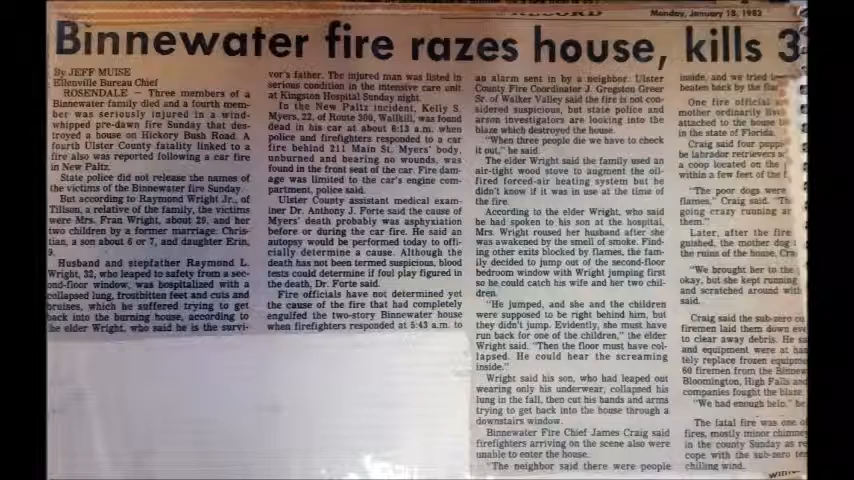 Monday, January 18, 1982
Binnewater fire razes house, kills 3
By JEFF MUISE
Ellenville Bureau Chief
ROSENDALE — Three members of a
Binnewater family died and a fourth mem-
ber was seriously injured in a wind-
whipped pre-dawn fire Sunday that des-
troyed a house on Hickory Bush Road. A
fourth Ulster County fatality linked to a
fire also was reported following a car fire
in New Paltz.
State police did not release the names of
the victims of the Binnewater fire Sunday.
But according to Raymond Wright Jr., of
Tillson, a relative of the family, the victims
were Mrs. Fran Wright, about 29, and her
two children by a former marriage: Chris-
tian, a son about 6 or 7, and daughter Erin,
9.
Husband and stepfather Raymond L.
Wright, 32, who leaped to safety from a sec-
ond-floor window, was hospitalized with a
collapsed lung, frostbitten feet and cuts and
bruises, which he suffered trying to get
back into the burning house, according to
the elder Wright, who said he is the survi-
vor's father. The injured man was listed in
serious condition in the intensive care unit
at Kingston Hospital Sunday night.
In the New Paltz incident, Kelly S.
Myers, 22, of Route 300, Wallkill, was found
dead in his car at about 6:13 a.m. when
police and firefighters responded to a car
fire behind 211 Main St. Myers' body,
unburned and bearing no wounds, was
found in the front seat of the car. Fire dam-
age was limited to the car's engine com-
partment, police said.
Ulster County assistant medical exam-
iner Dr. Anthony J. Forte said the cause of
Myers' death probably was asphyxiation
before or during the car fire. He said an
autopsy would be performed today to offi-
cially determine a cause. Although the
death has not been termed suspicious, blood
tests could determine if foul play figured in
the death, Dr. Forte said.
Fire officials have not determined yet
the cause of the fire that had completely
engulfed the two-story Binnewater house
when firefighters responded at 5:43 a.m. to
an alarm sent in by a neighbor. Ulster
County Fire Coordinator J. Gregston Greer
Sr. of Walker Valley said the fire is not con-
sidered suspicious, but state police and
arson investigators are looking into the
blaze which destroyed the house.
"When three people die we have to check
it out," he said.
The elder Wright said the family used an
air-tight wood stove to augment the oil-
fired forced-air heating system but he
didn't know if it was in use at the time of
the fire.
According to the elder Wright, who said
he had spoken to his son at the hospital,
Mrs. Wright roused her husband after she
was awakened by the smell of smoke. Find-
ing other exits blocked by flames, the fam-
ily decided to jump out of the second-floor
bedroom window with Wright jumping first
so he could catch his wife and her two chil-
dren.
"He jumped, and she and the children
were supposed to be right behind him, but
they didn't jump. Evidently, she must have
run back for one of the children," the elder
Wright said. "Then the floor must have col-
lapsed. He could hear the screaming
inside."
Wright said his son, who had leaped out
wearing only his underwear, collapsed his
lung in the fall, then cut his hands and arms
trying to get back into the house through a
downstairs window.
Binnewater Fire Chief James Craig said
firefighters arriving on the scene also were
unable to enter the house.
"The neighbor said there were people
inside, and we tried
beaten back by the
One fire official
mother ordinarily
attached to the house
in the state of Florida.
Craig said four
be labrador retrievers
a coop located on the
within a few feet of the
"The poor dogs were
flames," Craig said.
going crazy running
them."
Later, after the fire
guished, the mother dog
the ruins of the house,
"We brought her to the
okay, but she kept running
and scratched around with
said.
Craig said the sub-zero
firemen laid them down
to clear away debris. He
and equipment were at
tely replace frozen
60 firemen from the
Bloomington, High Falls and
companies fought the blaze.
"We had enough help,"
The fatal fire was one of
fires, mostly minor
in the county Sunday as
cope with the sub-zero
chilling wind.